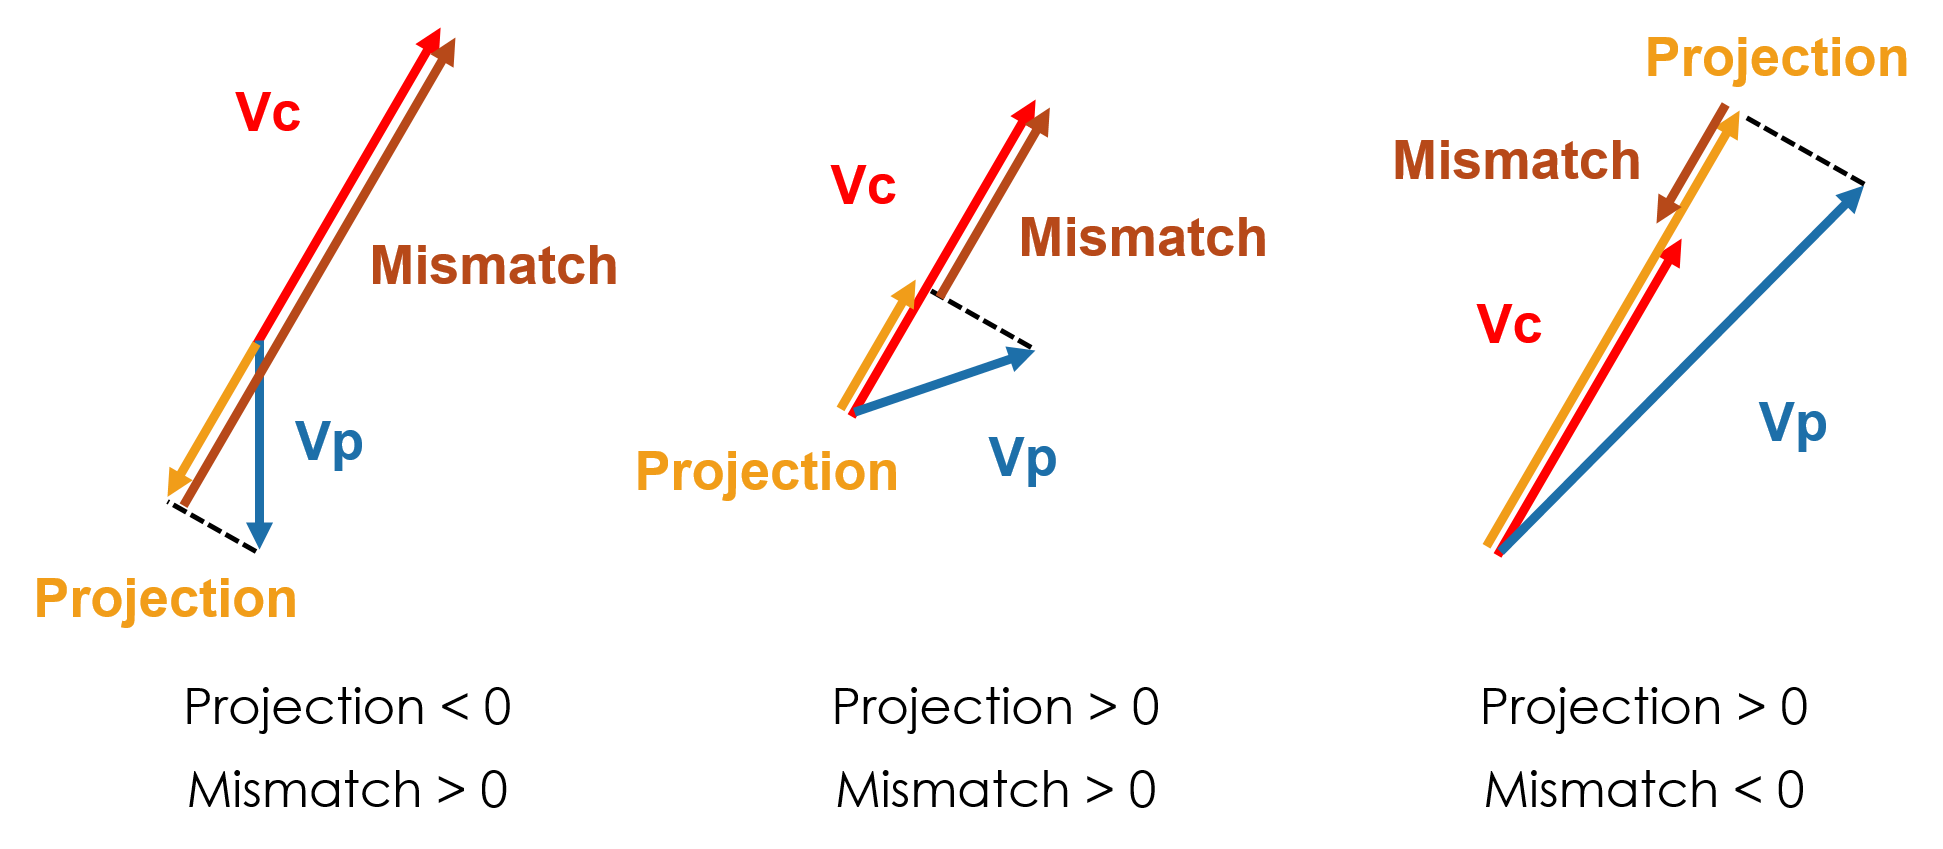 Vc
Mismatch
Vp
Projection
Projection < 0
Mismatch > 0
Vc
Mismatch
Projection
Vp
Projection > 0
Mismatch > 0
Projection
Mismatch
Vc
Vp
Projection > 0
Mismatch < 0